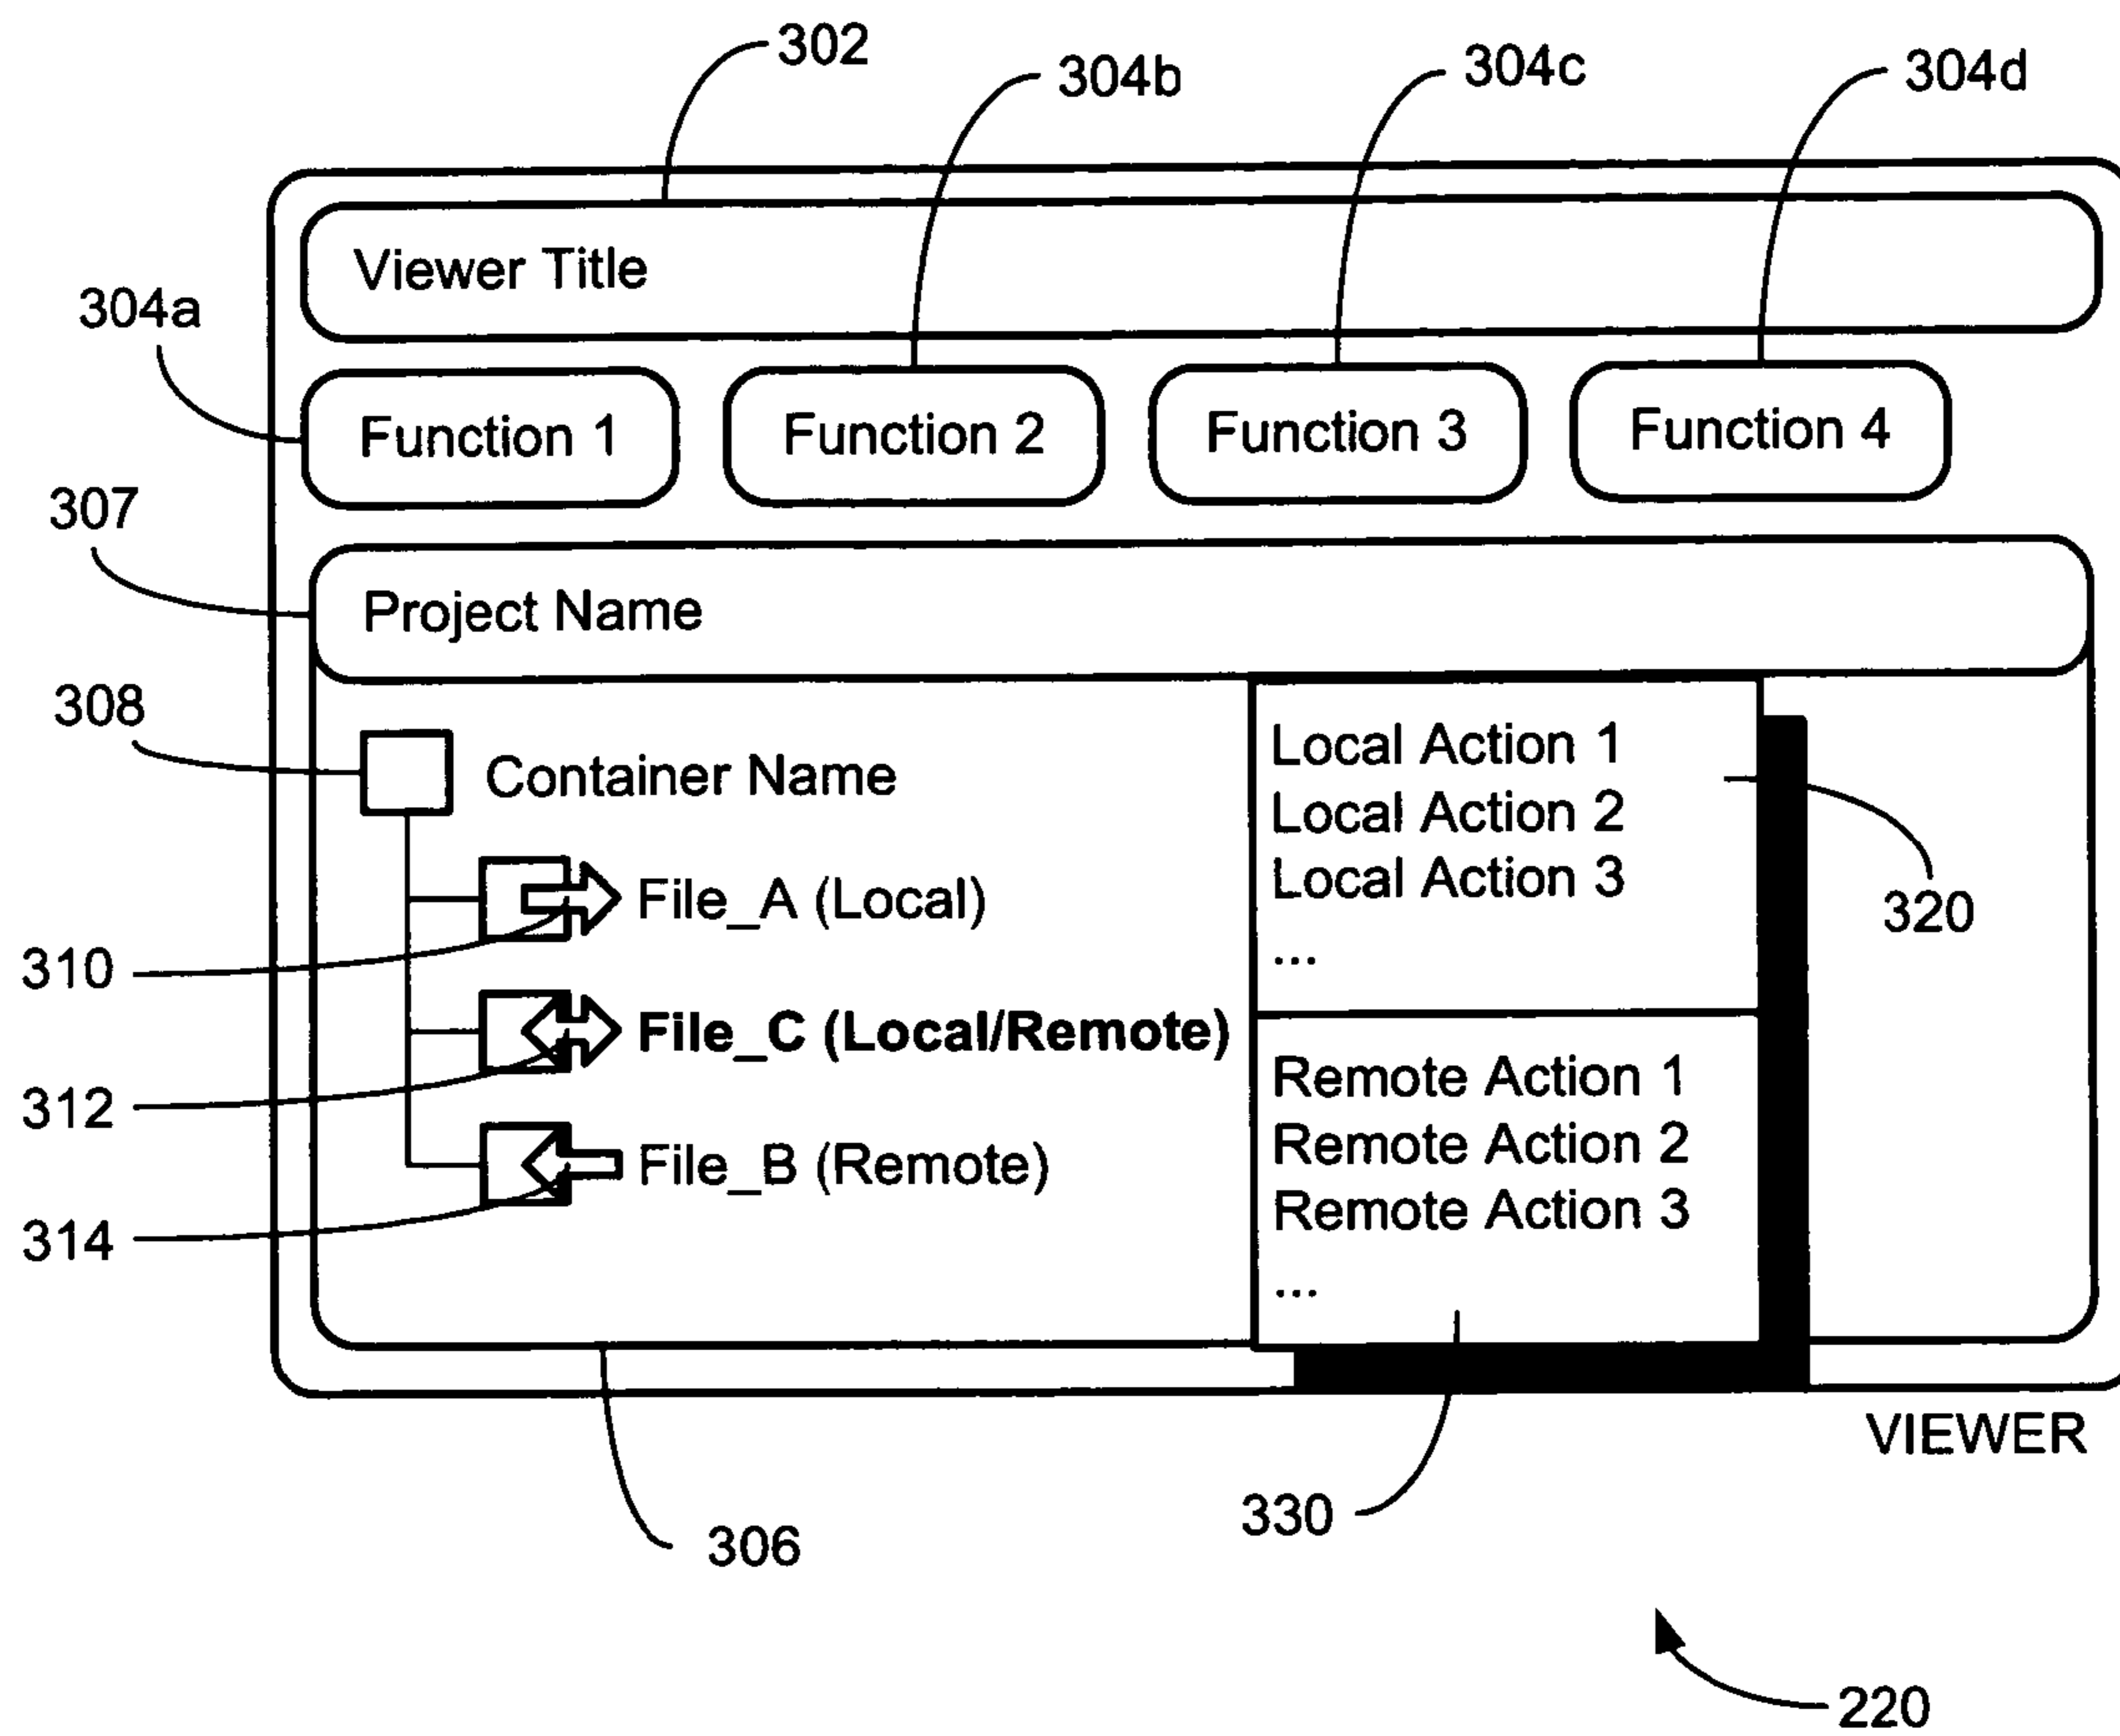 302
304b
304c
304d
Viewer Title
304a
Function 1
Function 2
Function 3
Function 4
307
Project Name
308
Container Name
Local Action 1
Local Action 2
Local Action 3
...
320
File_A (Local)
310
File_C (Local/Remote)
312
File_B (Remote)
314
Remote Action 1
Remote Action 2
Remote Action 3
...
VIEWER
330
306
220